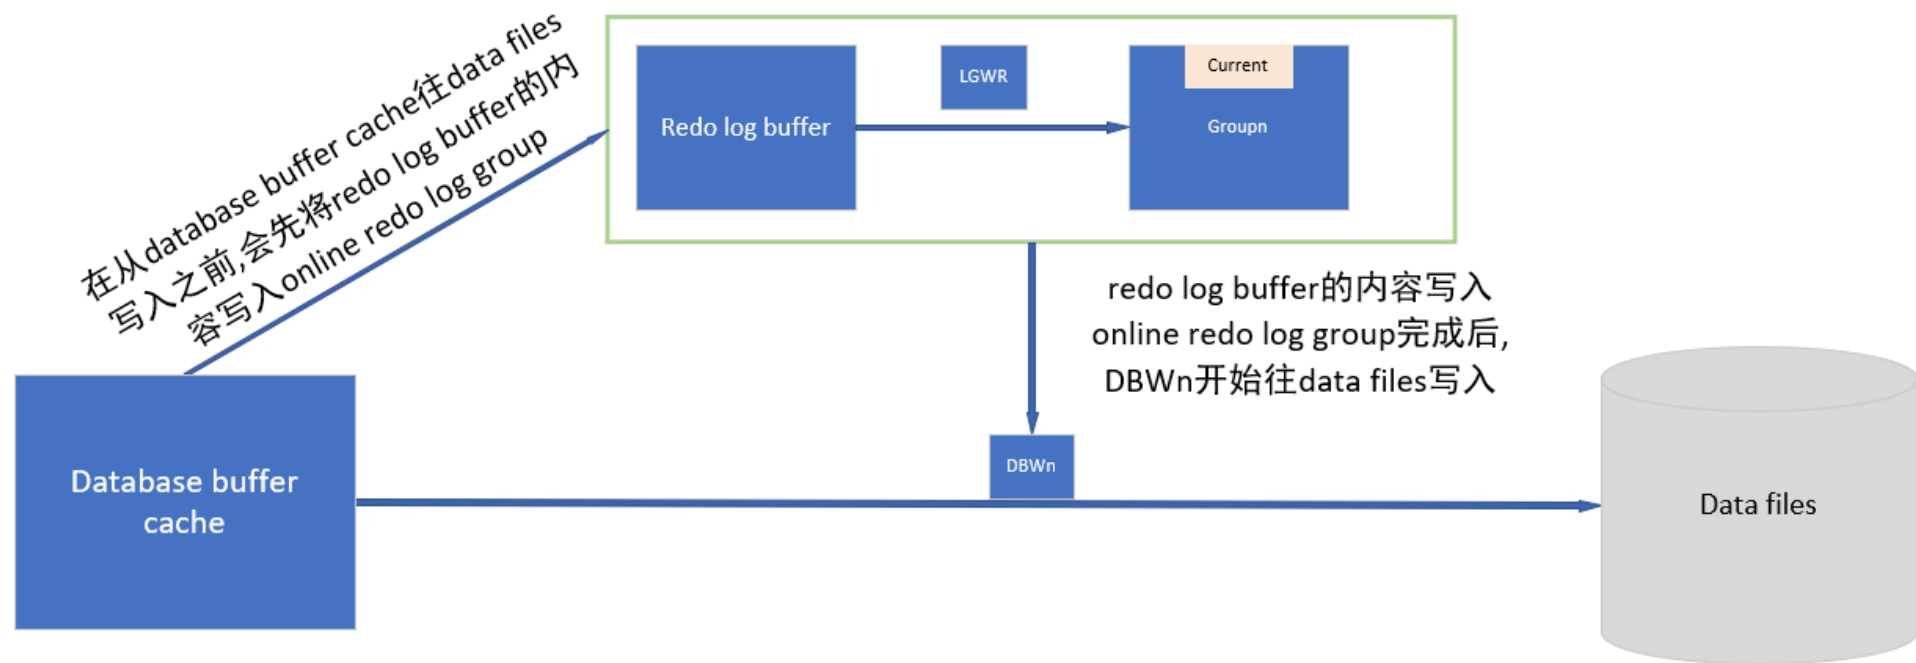 在从database buffer cache往data files
写入之前,会先将redo log buffer的内
容写入online redo log group
Redo log buffer
LGWR
Current
Groupn
redo log buffer的内容写入
online redo log group完成后,
DBWn开始往data files写入
Database buffer
cache
DBWn
Data files